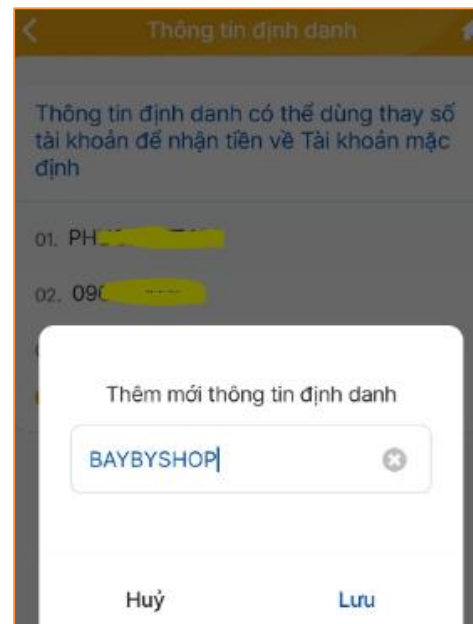 Thông tin định danh
Thông tin định danh có thể dùng thay số
tài khoản để nhận tiền về Tài khoản mặc
định
01. PH
02. 09
Thêm mới thông tin định danh
BAYBYSHOP
Huỷ Lưu